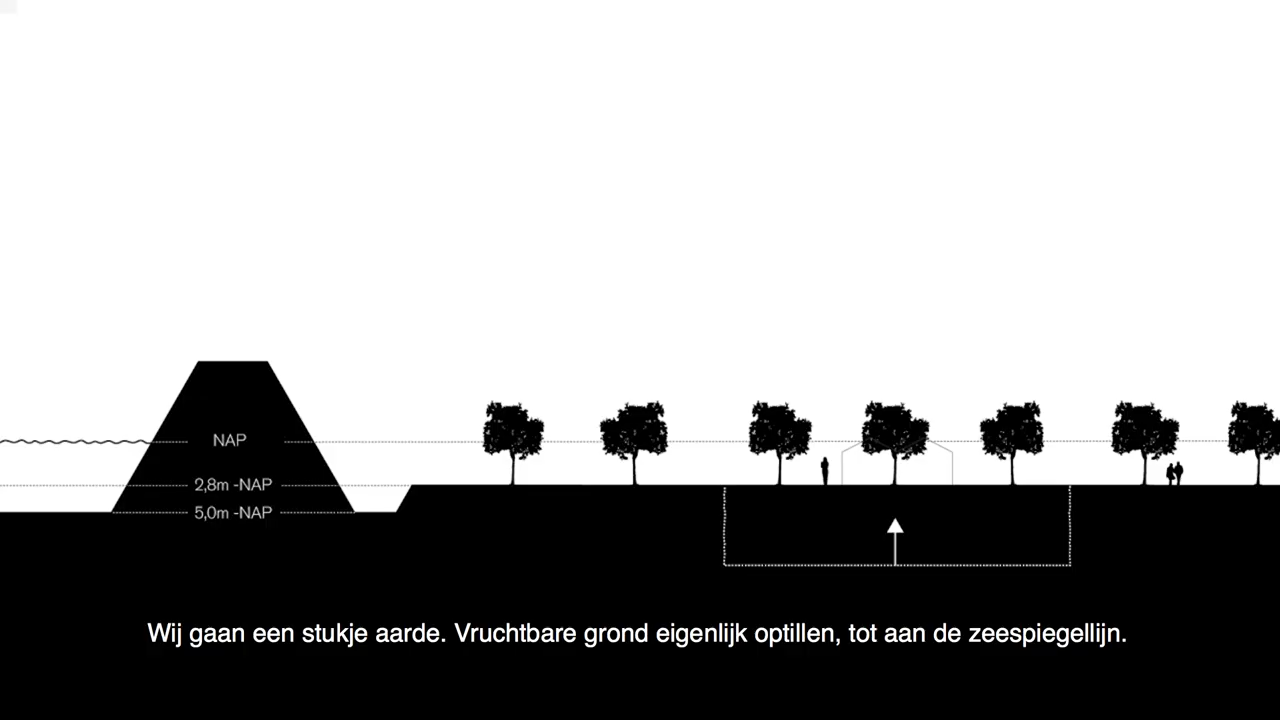 NAP
2,8m -NAP
5,0m -NAP
Wij gaan een stukje aarde. Vruchtbare grond eigenlijk optillen, tot aan de zeespiegellijn.